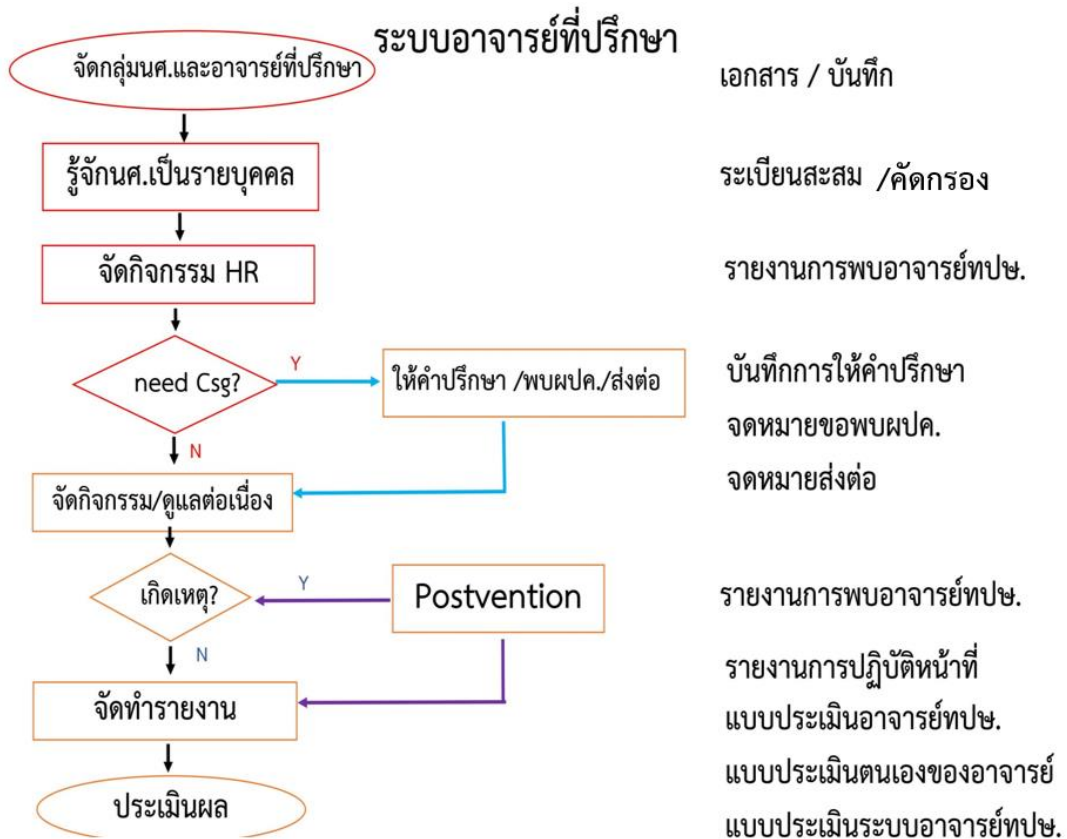 ระบบอาจารย์ที่ปรึกษา
จัดกลุ่มนศ.และอาจารย์ที่ปรึกษา
เอกสาร / บันทึก
รู้จักนศ.เป็นรายบุคคล
ระเบียนสะสม /คัดกรอง
จัดกิจกรรม HR
รายงานการพบอาจารย์ทปษ.
need Csg?
Y
ให้คำปรึกษา /พบผปค./ส่งต่อ
บันทึกการให้คำปรึกษา
จดหมายขอพบผปค.
จดหมายส่งต่อ
N
จัดกิจกรรม/ดูแลต่อเนื่อง
เกิดเหตุ?
Y
Postvention
รายงานการพบอาจารย์ทปษ.
N
รายงานการปฏิบัติหน้าที่
จัดทำรายงาน
แบบประเมินอาจารย์ทปษ.
แบบประเมินตนเองของอาจารย์
ประเมินผล
แบบประเมินระบบอาจารย์ทปษ.